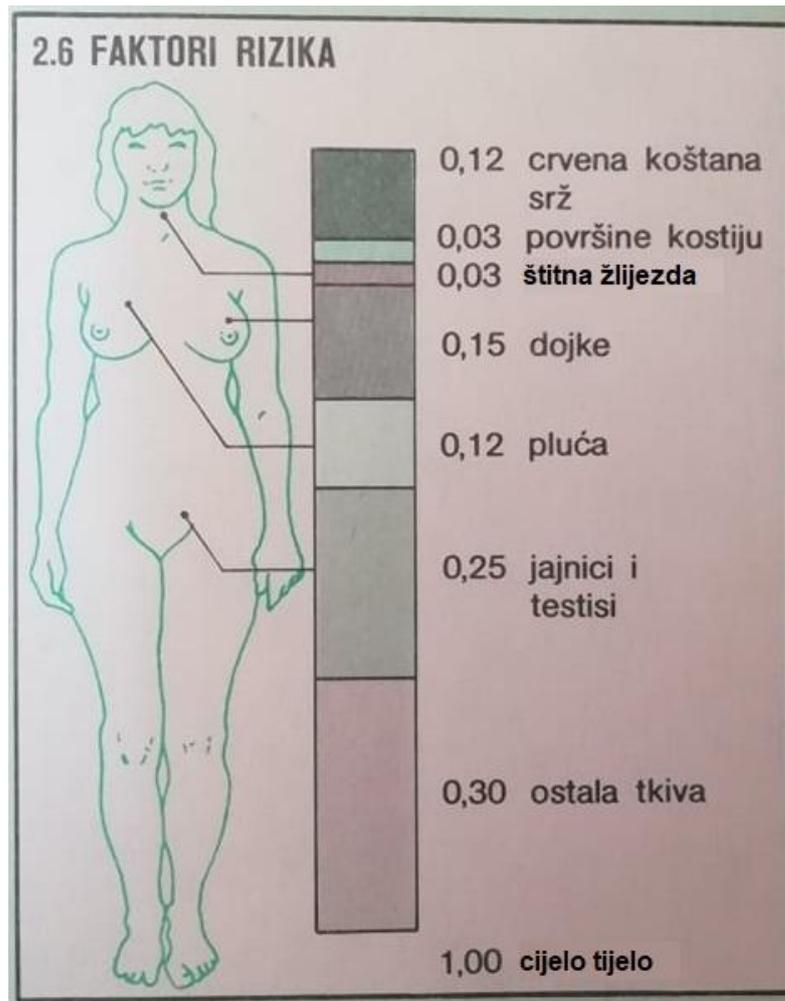 2.6 FAKTORI RIZIKA
0,12 crvena koštana
srž
0,03 površine kostiju
0,03 štitna žlijezda
0,15 dojke
0,12 pluća
0,25 jajnici i
testisi
0,30 ostala tkiva
1,00 cijelo tijelo